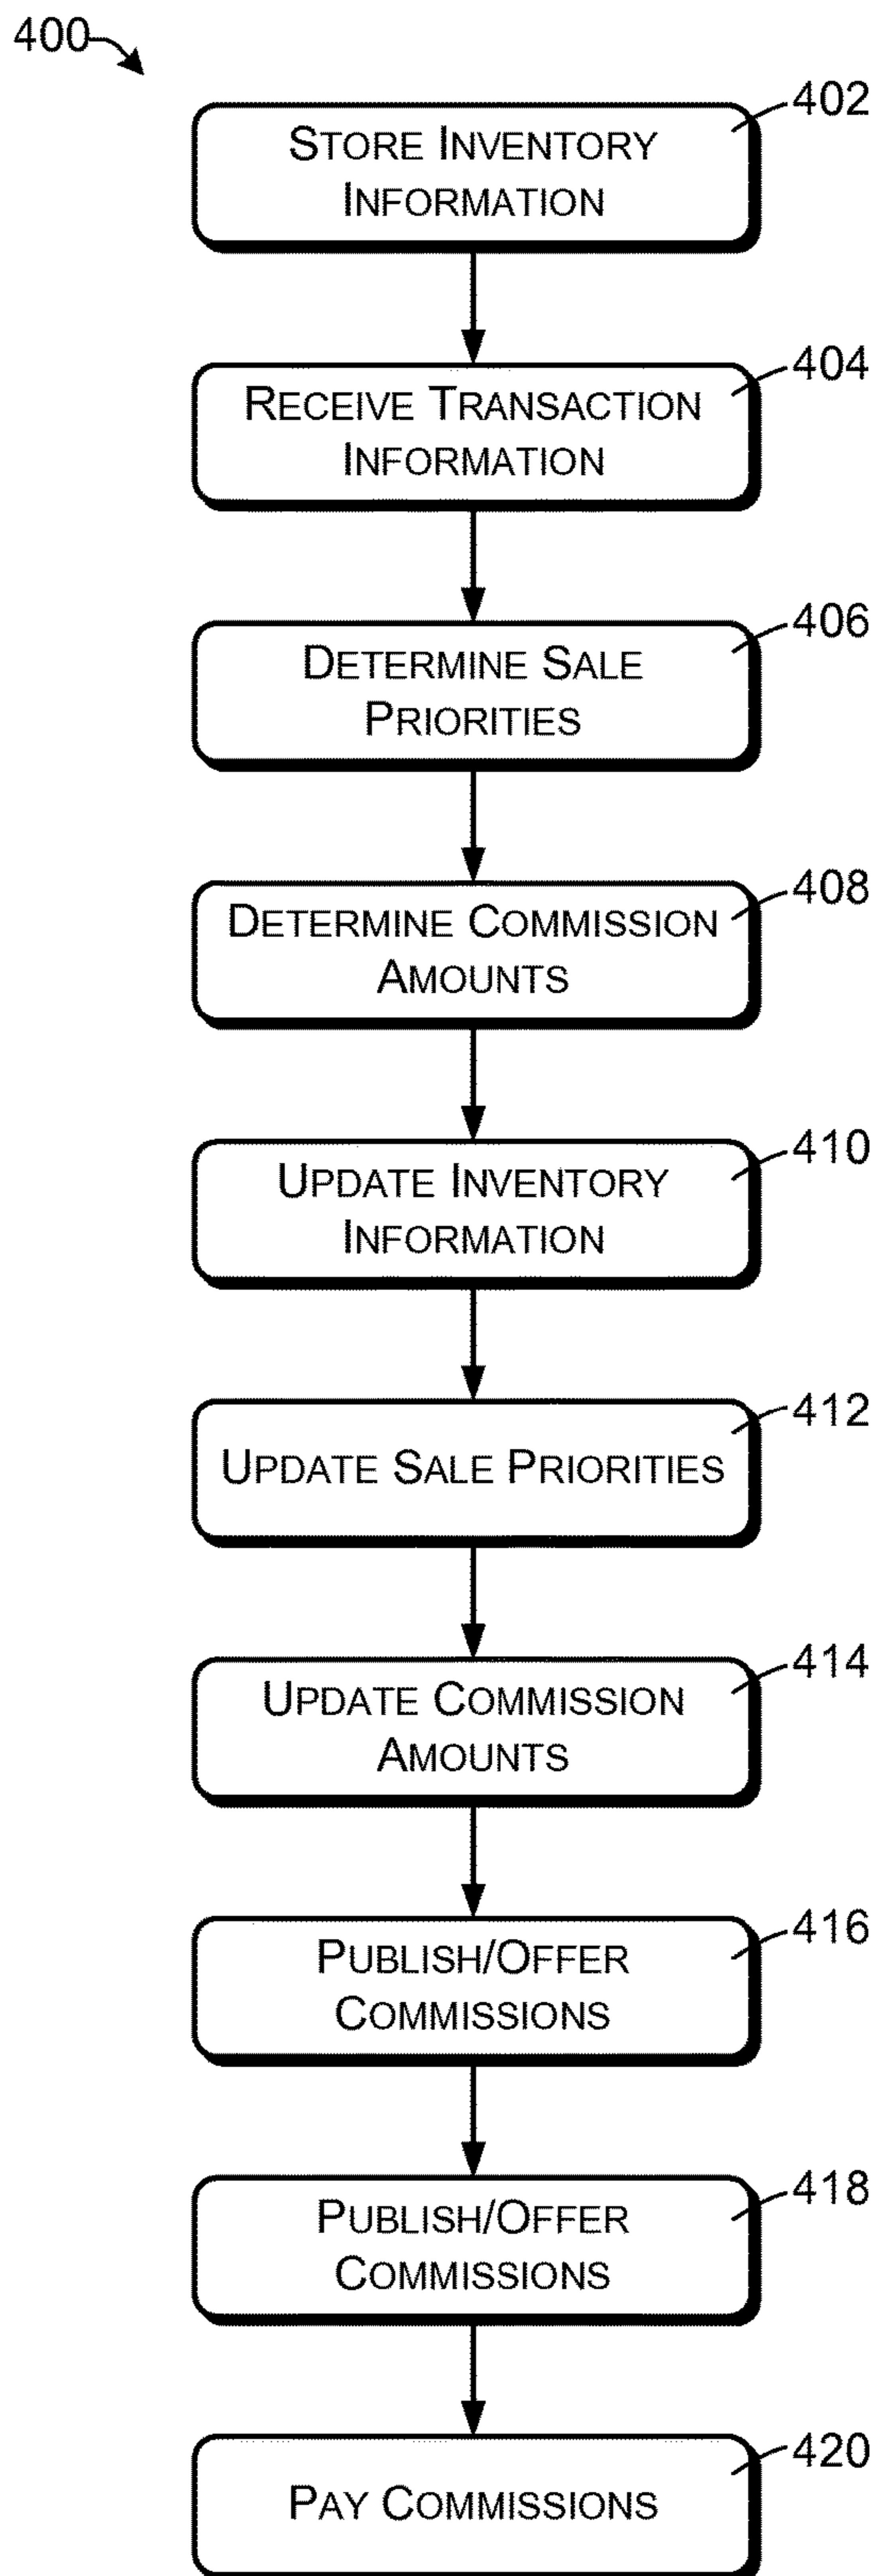 400
402
STORE INVENTORY
INFORMATION
404
RECEIVE TRANSACTION
INFORMATION
406
DETERMINE SALE
PRIORITIES
408
DETERMINE COMMISSION
AMOUNTS
410
UPDATE INVENTORY
INFORMATION
412
UPDATE SALE PRIORITIES
414
UPDATE COMMISSION
AMOUNTS
416
PUBLISH/OFFER
COMMISSIONS
418
PUBLISH/OFFER
COMMISSIONS
420
PAY COMMISSIONS